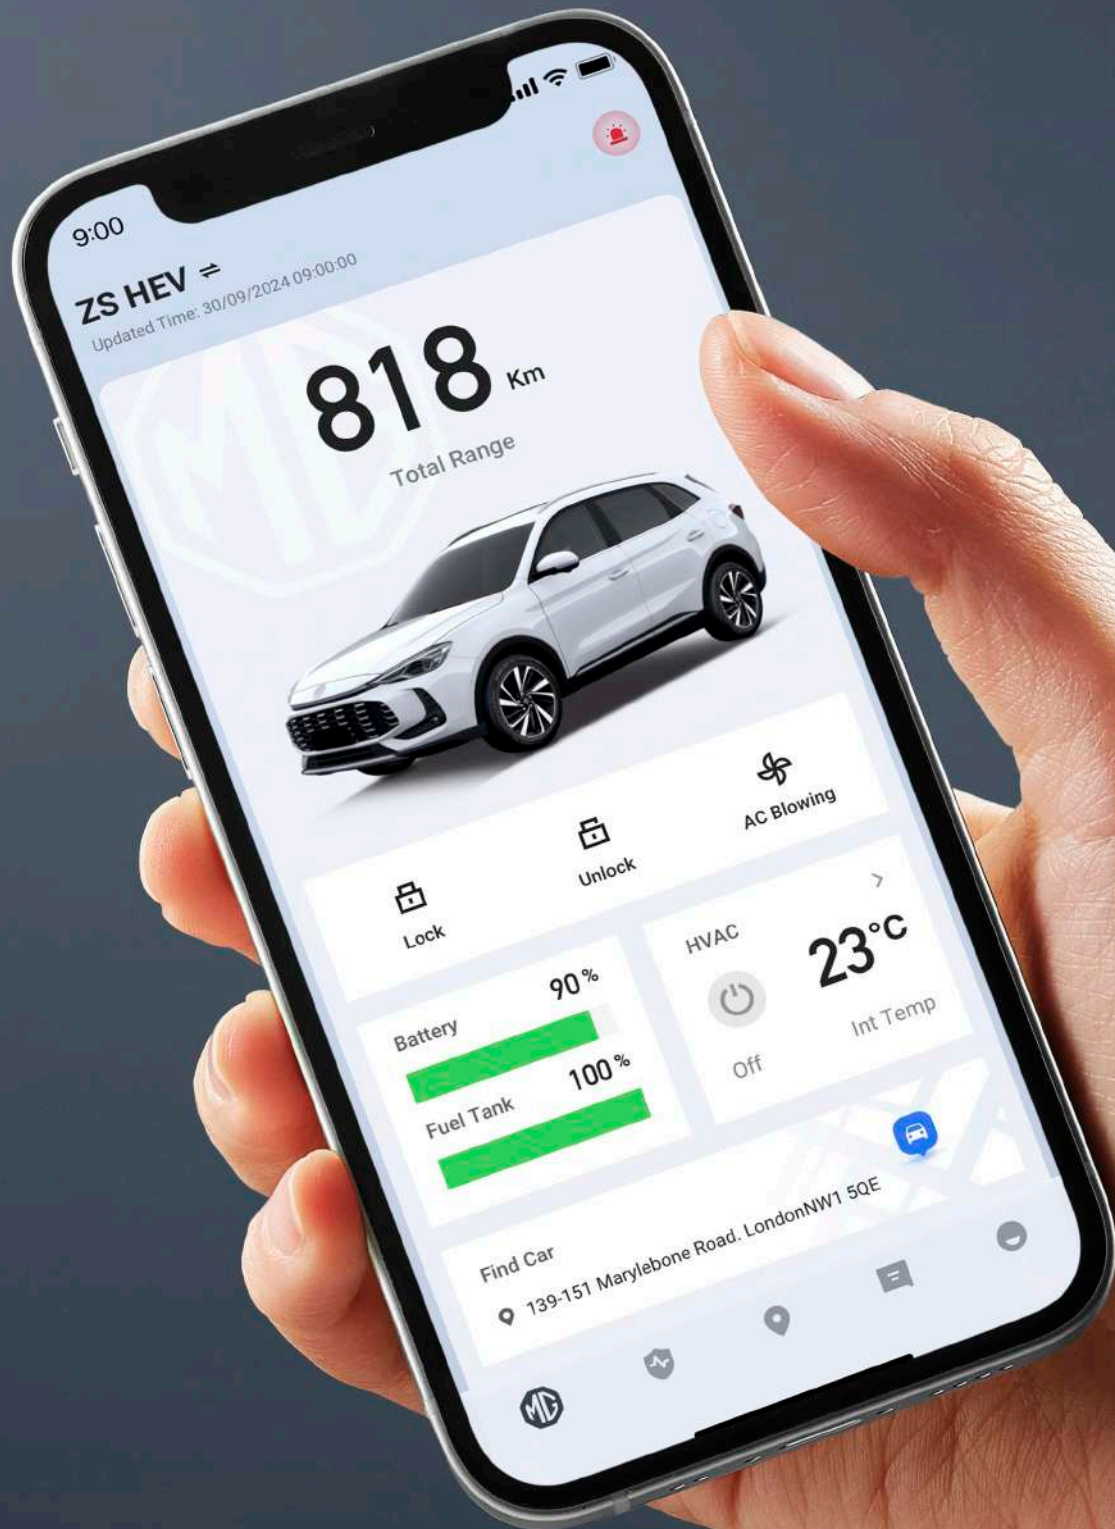 9:00
ZS HEV
Updated Time: 30/09/2024 09:00:00
MG
818 Km
Total Range
Lock
Unlock
AC Blowing
Battery 90%
Fuel Tank 100%
HVAC
23°C
Off
Int Temp
Find Car
139-151 Marylebone Road. LondonNW1 5QE
MG